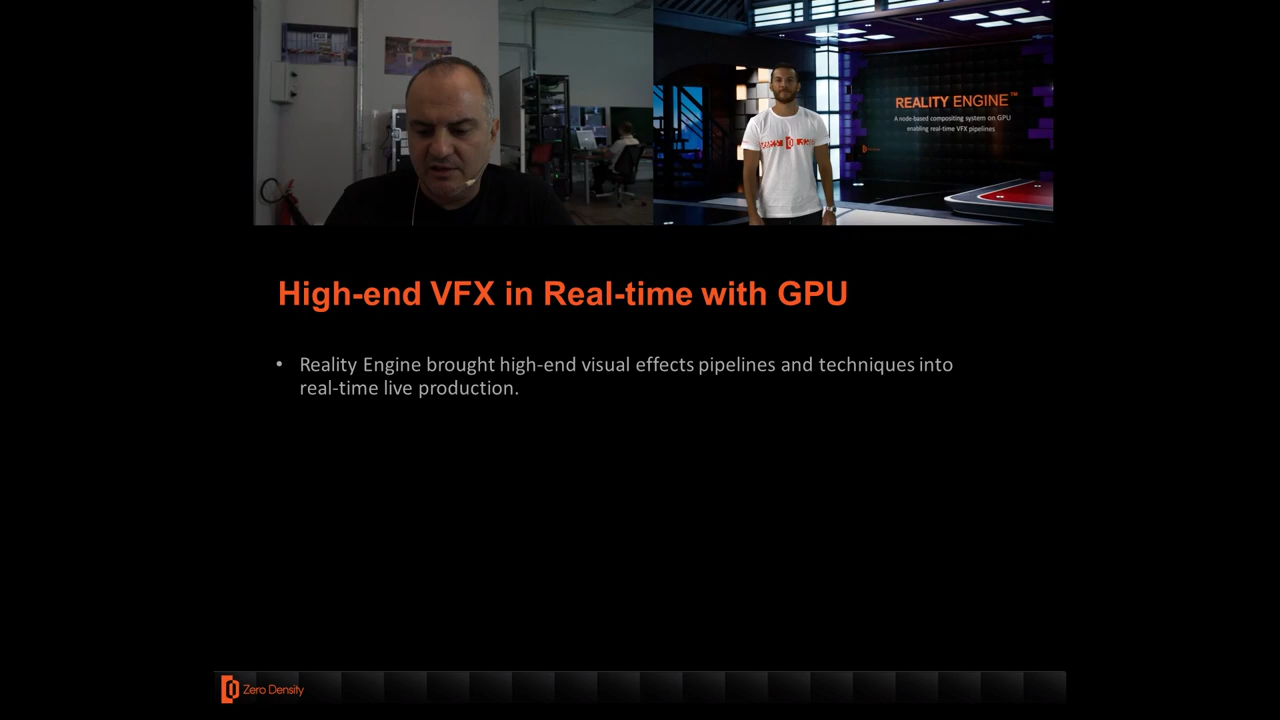 REALITY ENGINE™
A node-based compositing system on GPU
enabling real-time VFX pipelines
High-end VFX in Real-time with GPU
• Reality Engine brought high-end visual effects pipelines and techniques into
real-time live production.
Zero Density